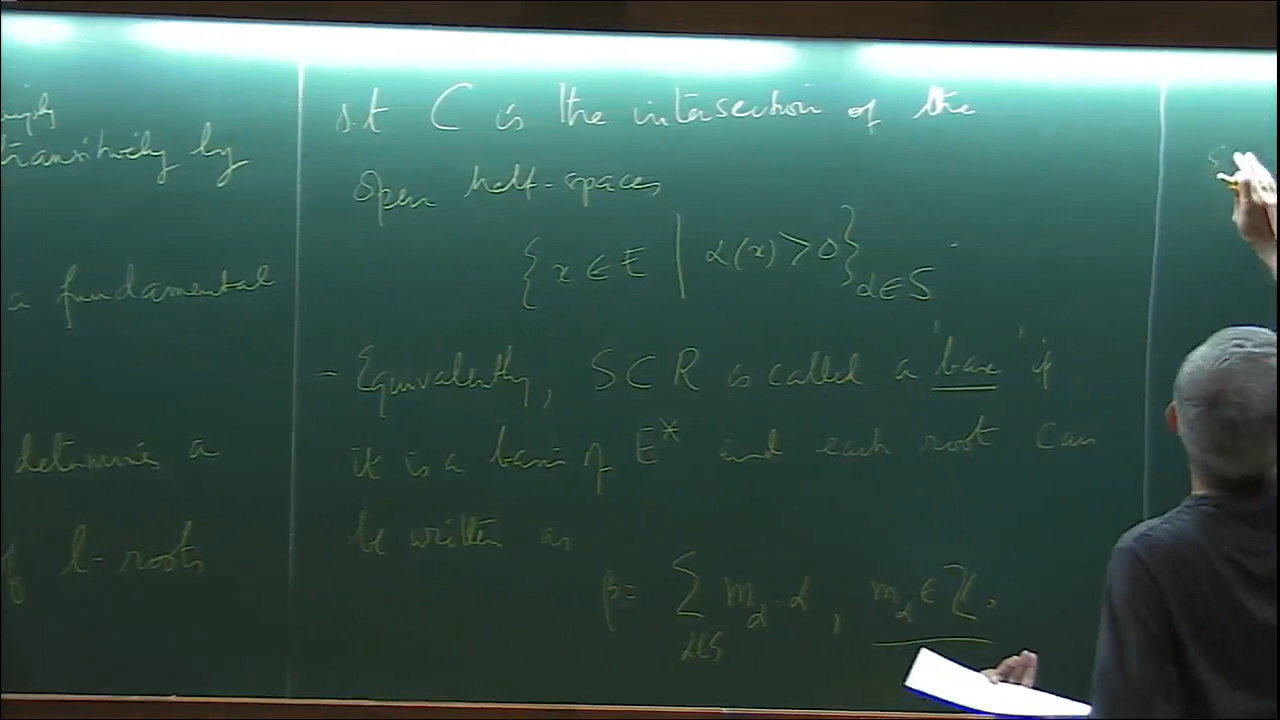 transitively by
a fundamental
determines a
of l-roots
s.t C is the intersection of the
open half-spaces
{x ∈ E | α(x) > 0}_{α∈S}
- Equivalently, S ⊂ R is called a 'base' if
it is a basis of E* and each root can
be written as
β = ∑_{α∈S} m_α · α , m_α ∈ ℤ.